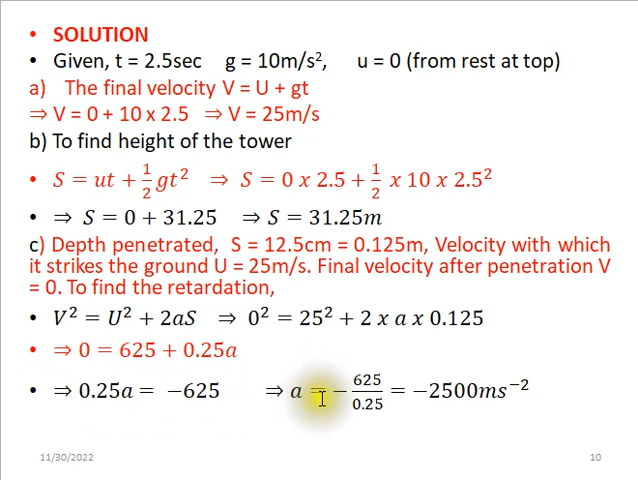 • SOLUTION
• Given, t = 2.5sec g = 10m/s², u = 0 (from rest at top)
a) The final velocity V = U + gt
⇒ V = 0 + 10 x 2.5 ⇒ V = 25m/s
b) To find height of the tower
• S = ut + 1/2 gt² ⇒ S = 0 x 2.5 + 1/2 x 10 x 2.5²
• ⇒ S = 0 + 31.25 ⇒ S = 31.25m
c) Depth penetrated, S = 12.5cm = 0.125m, Velocity with which
it strikes the ground U = 25m/s. Final velocity after penetration V
= 0. To find the retardation,
• V² = U² + 2aS ⇒ 0² = 25² + 2 x a x 0.125
• ⇒ 0 = 625 + 0.25a
• ⇒ 0.25a = −625 ⇒ a = − 625/0.25 = −2500ms⁻²
11/30/2022 10